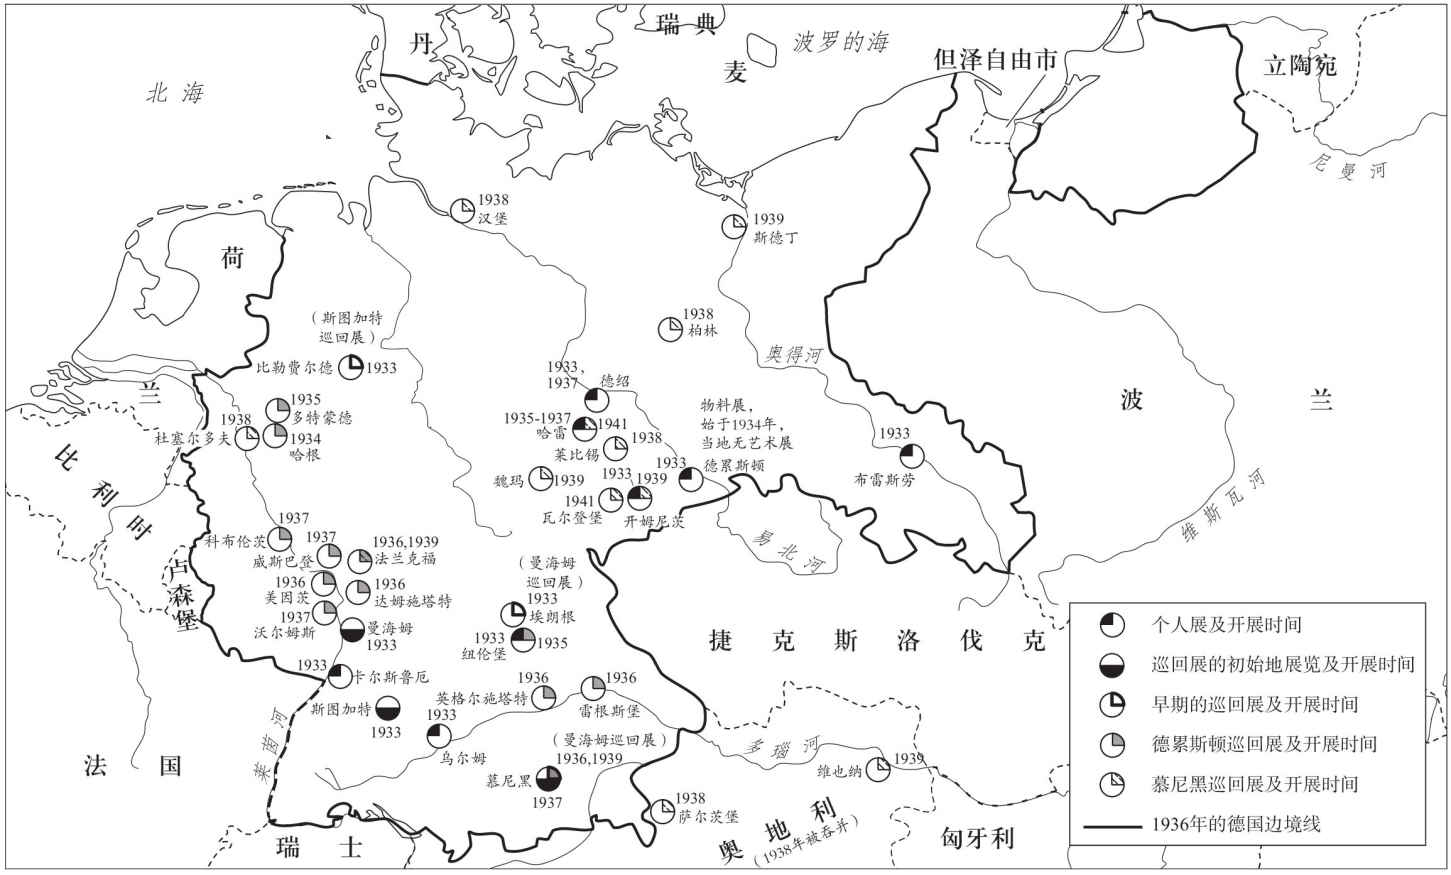 瑞典
丹
麦
波罗的海
北海
但泽自由市
立陶宛
尼曼河
1938
汉堡
1939
斯德丁
荷
兰
(斯图加特
巡回展)
比勒费尔德
1933
1938
柏林
奥得河
波兰
1933,
1937
德绍
1935
多特蒙德
1938
杜塞尔多夫
1934
哈根
1935-1937
哈雷
1941
1938
莱比锡
物料展,
始于1934年,
当地无艺术展
1933
德累斯顿
1933
布雷斯劳
魏玛
1939
1941
瓦尔登堡
1933
1939
开姆尼茨
比利时
维斯瓦河
易北河
1937
科布伦茨
1937
威斯巴登
1936,1939
法兰克福
1936
美因茨
1936
达姆施塔特
1937
沃尔姆斯
曼海姆
1933
卢森堡
(曼海姆
巡回展)
1933
埃朗根
1933
纽伦堡
1935
捷克斯洛伐克
1933
卡尔斯鲁厄
斯图加特
1933
1936
英格尔施塔特
1936
雷根斯堡
1933
乌尔姆
莱茵河
法国
(曼海姆巡回展)
1936,1939
慕尼黑
1937
多瑙河
1939
维也纳
1938
萨尔茨堡
奥地利
(1938年被吞并)
匈牙利
瑞士
个人展及开展时间
巡回展的初始地展览及开展时间
早期的巡回展及开展时间
德累斯顿巡回展及开展时间
慕尼黑巡回展及开展时间
1936年的德国边境线